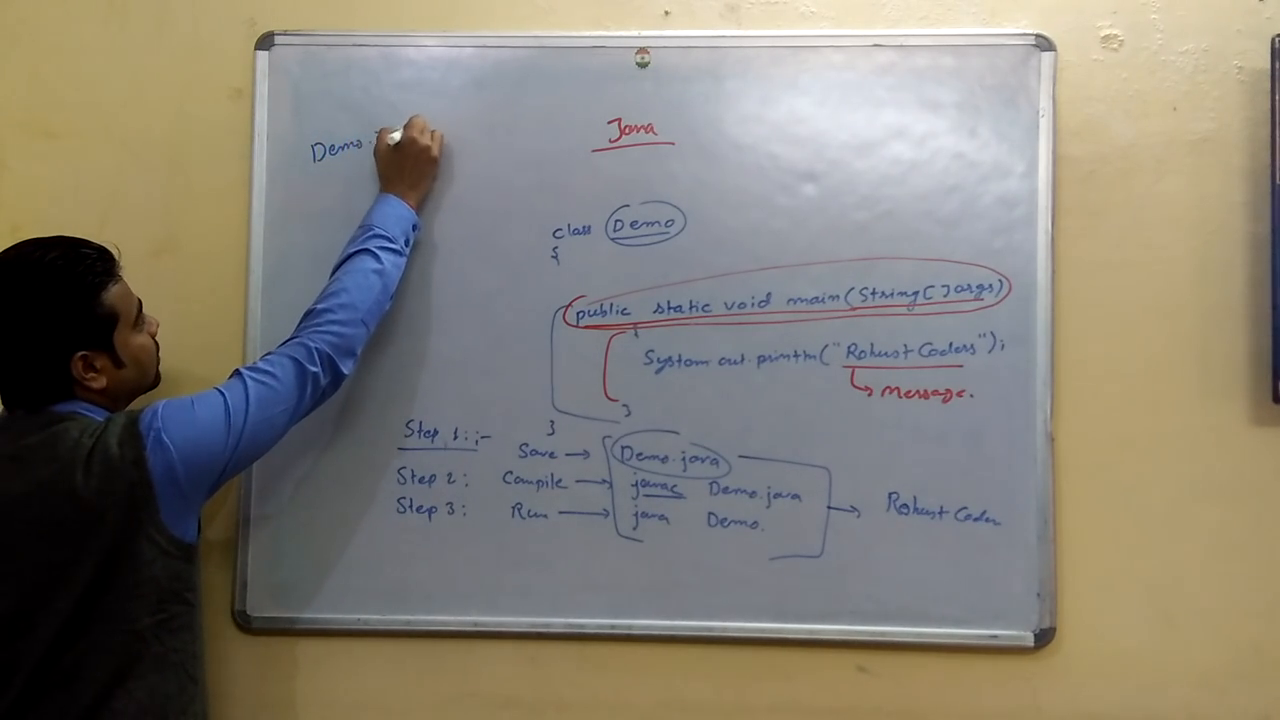 Java
Demo.
class Demo
{
public static void main(String[]args)
{
System.out.println("Robust Coders");
Message.
}
}
Step 1:;-
Save → Demo.java
Step 2: Compile → javac Demo.java
Step 3: Run → java Demo.
→ Robust Coder